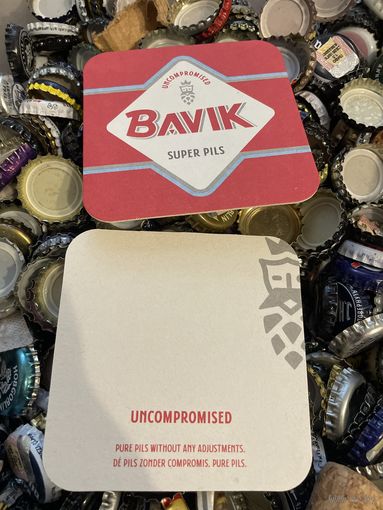 UNCOMPROMISED
BAVIK
SUPER PILS
UNCOMPROMISED
PURE PILS WITHOUT ANY ADJUSTMENTS.
DÉ PILS ZONDER COMPROMIS. PURE PILS.